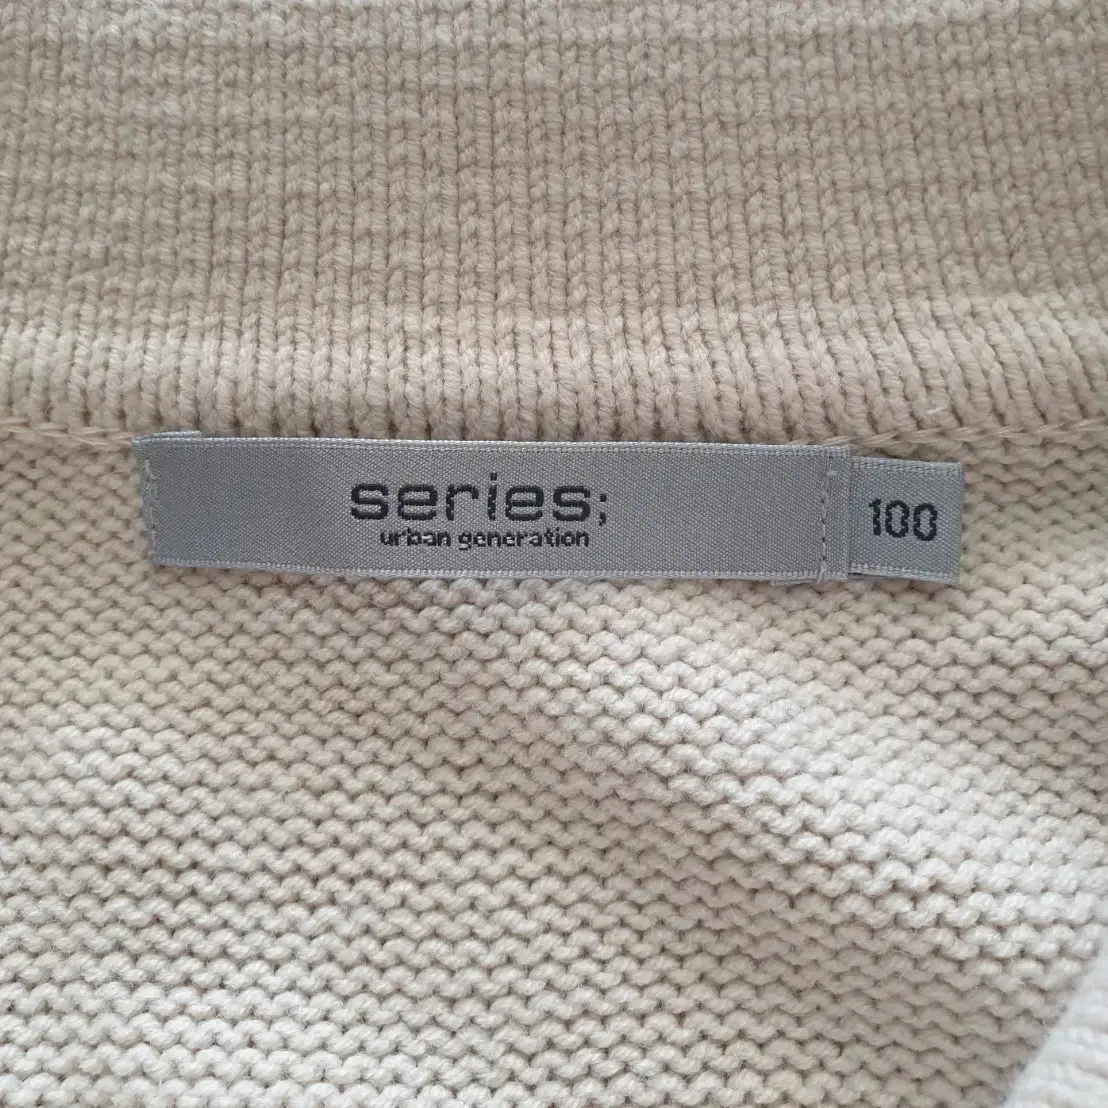 series;
urban generation
100